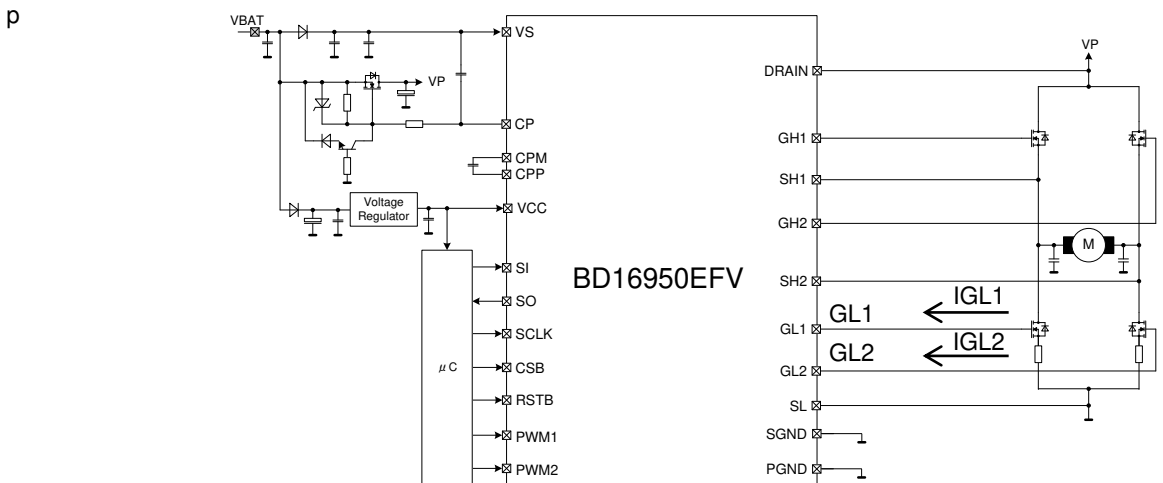 p
VBAT
VS
VP
CP
CPM
CPP
Voltage
Regulator
VCC
μC
SI
SO
SCLK
CSB
RSTB
PWM1
PWM2
BD16950EFV
DRAIN
GH1
SH1
GH2
SH2
GL1
GL2
SL
SGND
PGND
GL1
IGL1
GL2
IGL2
VP
M